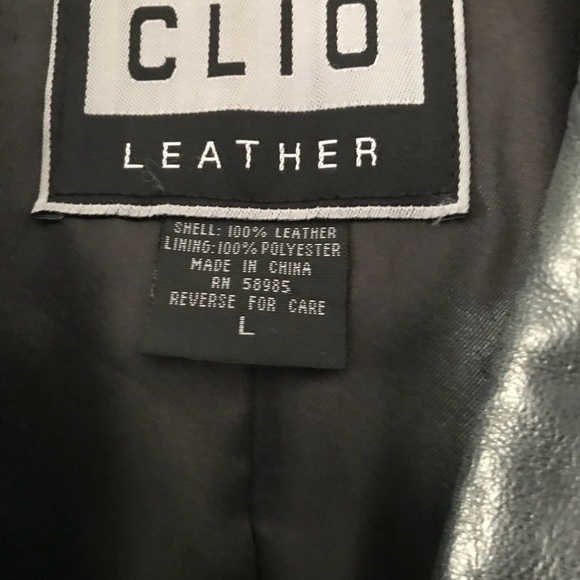 CLIO
LEATHER
SHELL: 100% LEATHER
LINING:100% POLYESTER
MADE IN CHINA
RN 58985
REVERSE FOR CARE
L